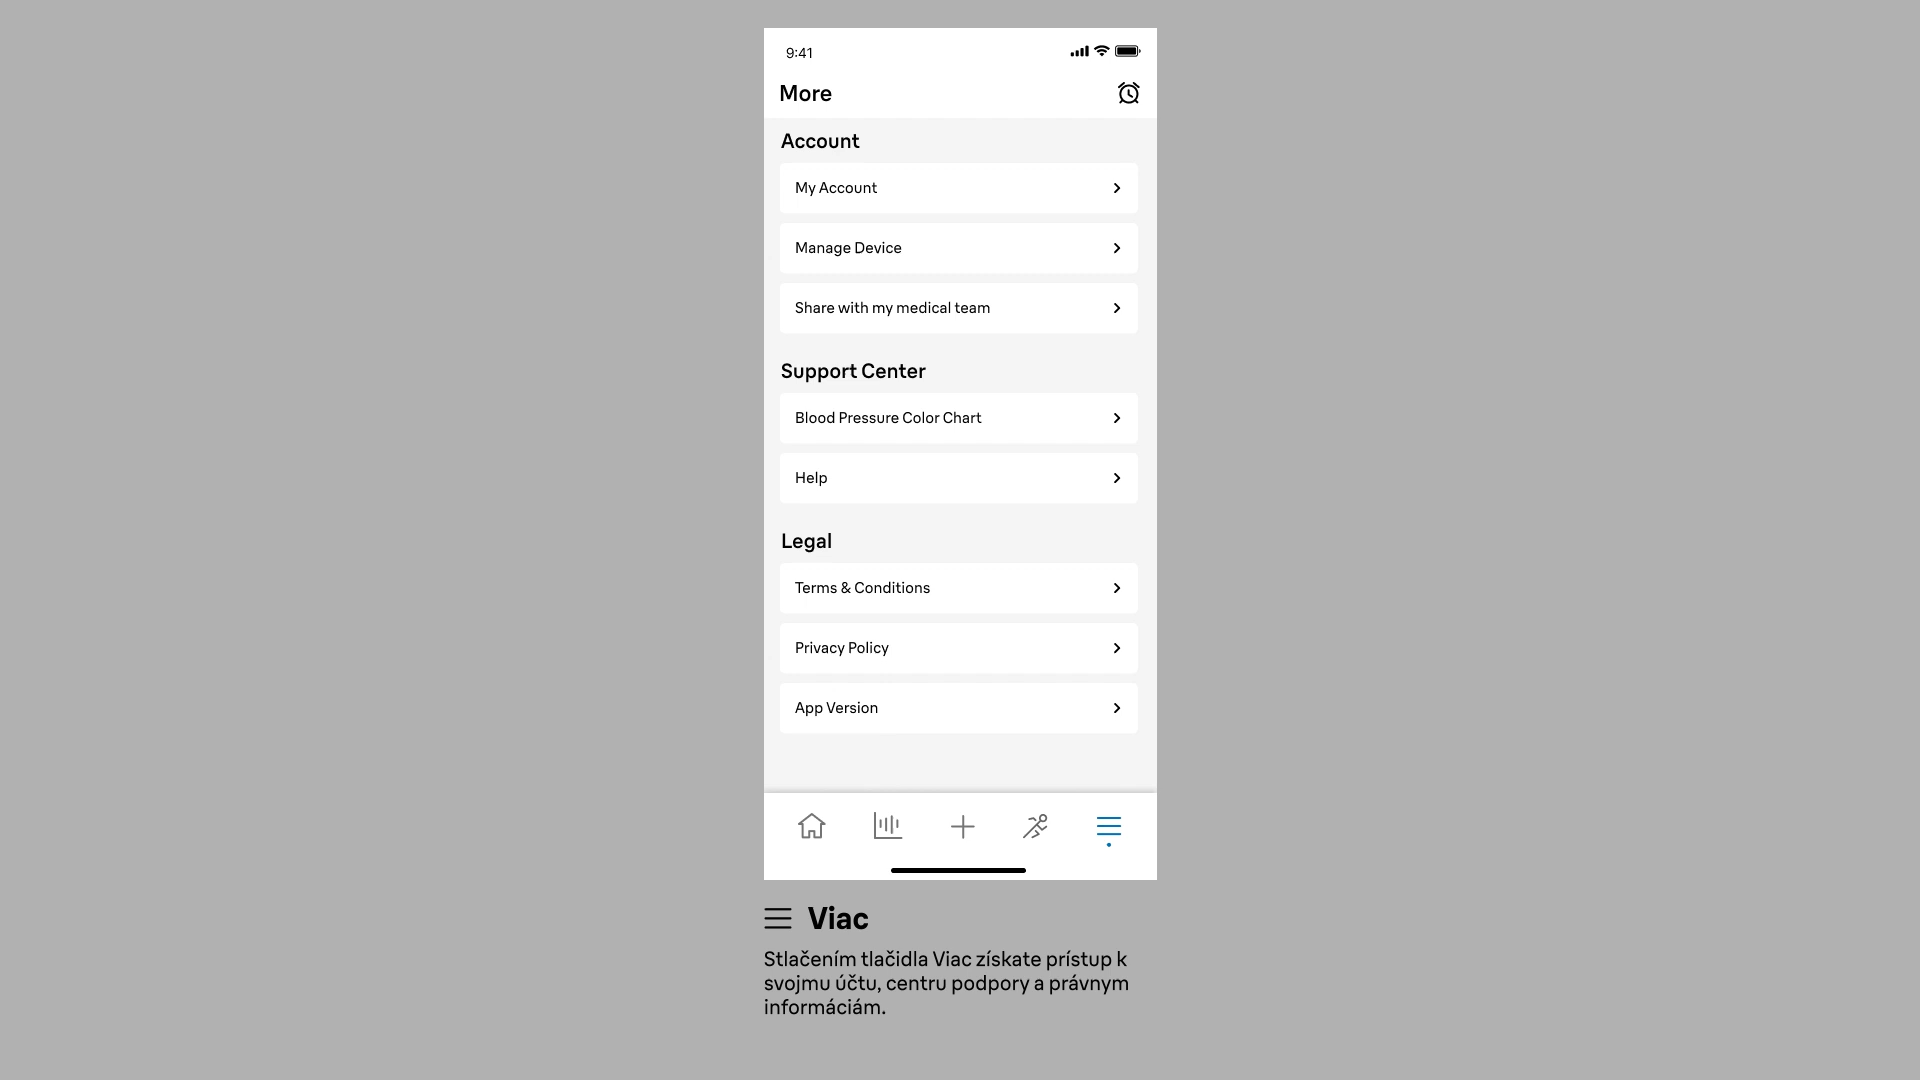 9:41
More
Account
My Account
Manage Device
Share with my medical team
Support Center
Blood Pressure Color Chart
Help
Legal
Terms & Conditions
Privacy Policy
App Version
Viac
Stlačením tlačidla Viac získate prístup k
svojmu účtu, centru podpory a právnym
informáciám.